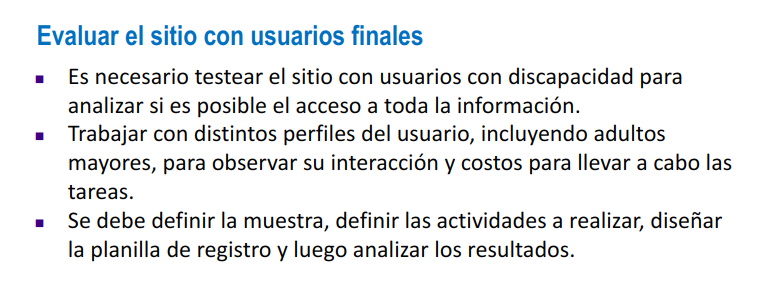 Evaluar el sitio con usuarios finales
Es necesario testear el sitio con usuarios con discapacidad para
analizar si es posible el acceso a toda la información.
Trabajar con distintos perfiles del usuario, incluyendo adultos
mayores, para observar su interacción y costos para llevar a cabo las
tareas.
Se debe definir la muestra, definir las actividades a realizar, diseñar
la planilla de registro y luego analizar los resultados.